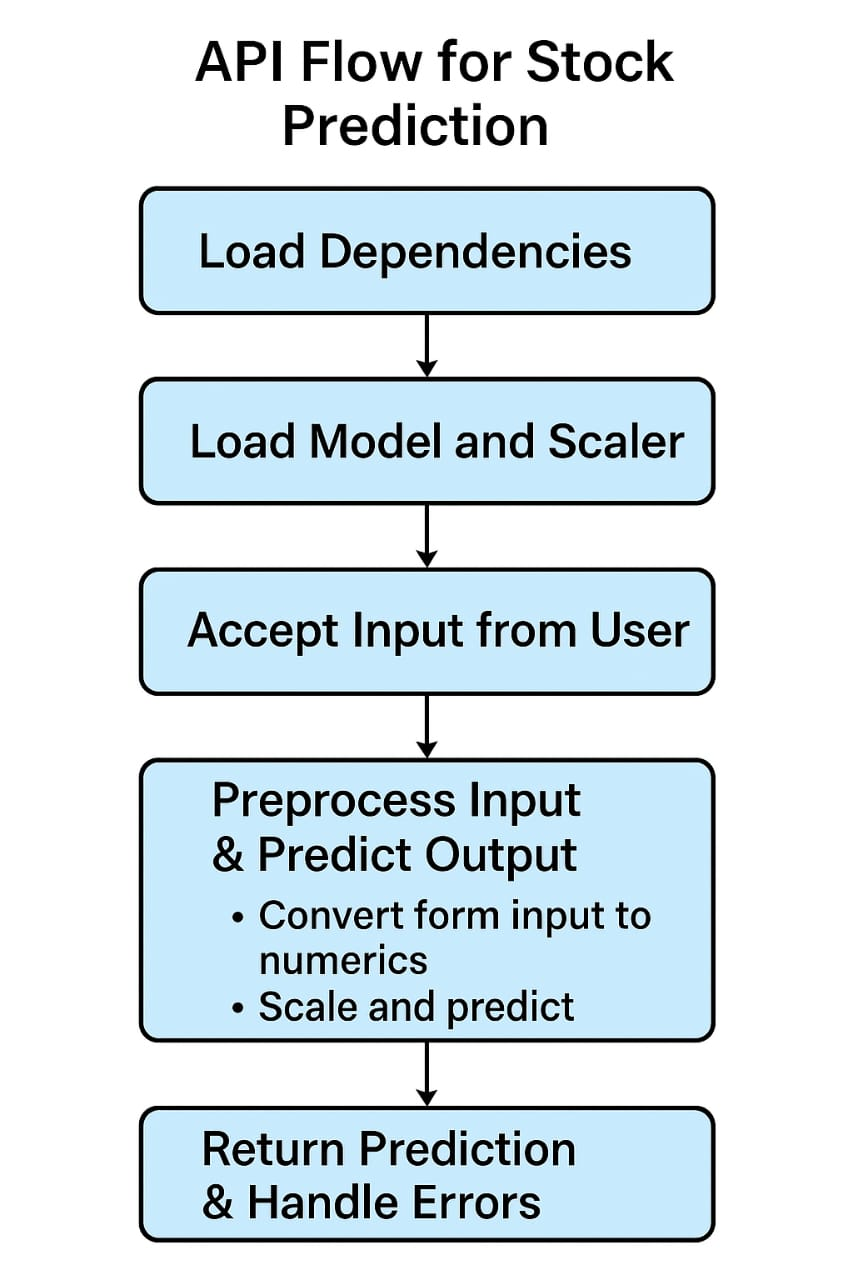 API Flow for Stock
Prediction
Load Dependencies
Load Model and Scaler
Accept Input from User
Preprocess Input
& Predict Output
• Convert form input to
numerics
• Scale and predict
Return Prediction
& Handle Errors